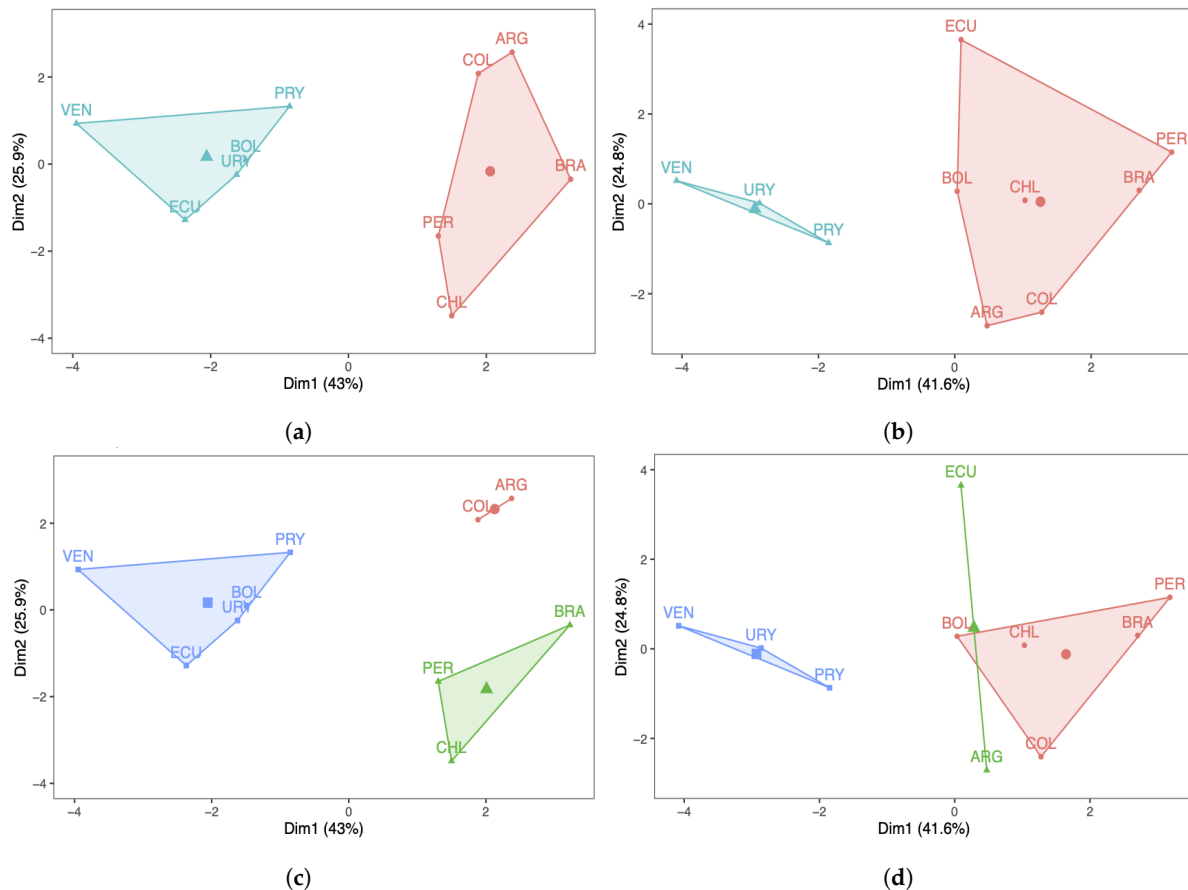 ARG
COL
2
VEN
PRY
BOL
URY
0
BRA
ECU
PER
−2
CHL
−4
−4 −2 0 2
Dim2 (25.9%)
Dim1 (43%)
(a)
4
ECU
2
PER
VEN
URY
BOL
CHL
BRA
0
PRY
−2
ARG
COL
−4 −2 0 2
Dim2 (24.8%)
Dim1 (41.6%)
(b)
ARG
COL
2
VEN
PRY
BOL
URY
0
BRA
ECU
PER
−2
CHL
−4
−4 −2 0 2
Dim2 (25.9%)
Dim1 (43%)
(c)
4
ECU
2
PER
VEN
URY
BOL
CHL
BRA
0
PRY
−2
COL
ARG
−4 −2 0 2
Dim2 (24.8%)
Dim1 (41.6%)
(d)